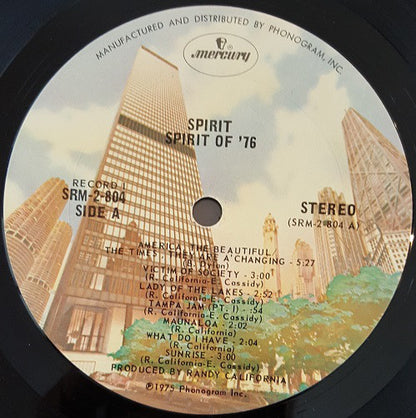 MANUFACTURED AND DISTRIBUTED BY PHONOGRAM, INC.
mercury
SPIRIT
SPIRIT OF '76
RECORD 1
SRM-2-804
SIDE A
STEREO
(SRM-2-804 A)
AMERICA, THE BEAUTIFUL
THE TIMES THEY ARE A CHANGING - 5:27
(B. Dylan)
VICTIM OF SOCIETY - 3:00
(R. California-E. Cassidy)
LADY OF THE LAKES - 2:52
(R. California-E. Cassidy)
TAMPA JAM (PT. I) - :54
(R. California-E. Cassidy)
MAUNALOA - 2:02
(R. California)
WHAT DO I HAVE - 2:04
(R. California)
SUNRISE - 3:00
(R. California-E. Cassidy)
PRODUCED BY RANDY CALIFORNIA
Ⓟ1975 Phonogram Inc.